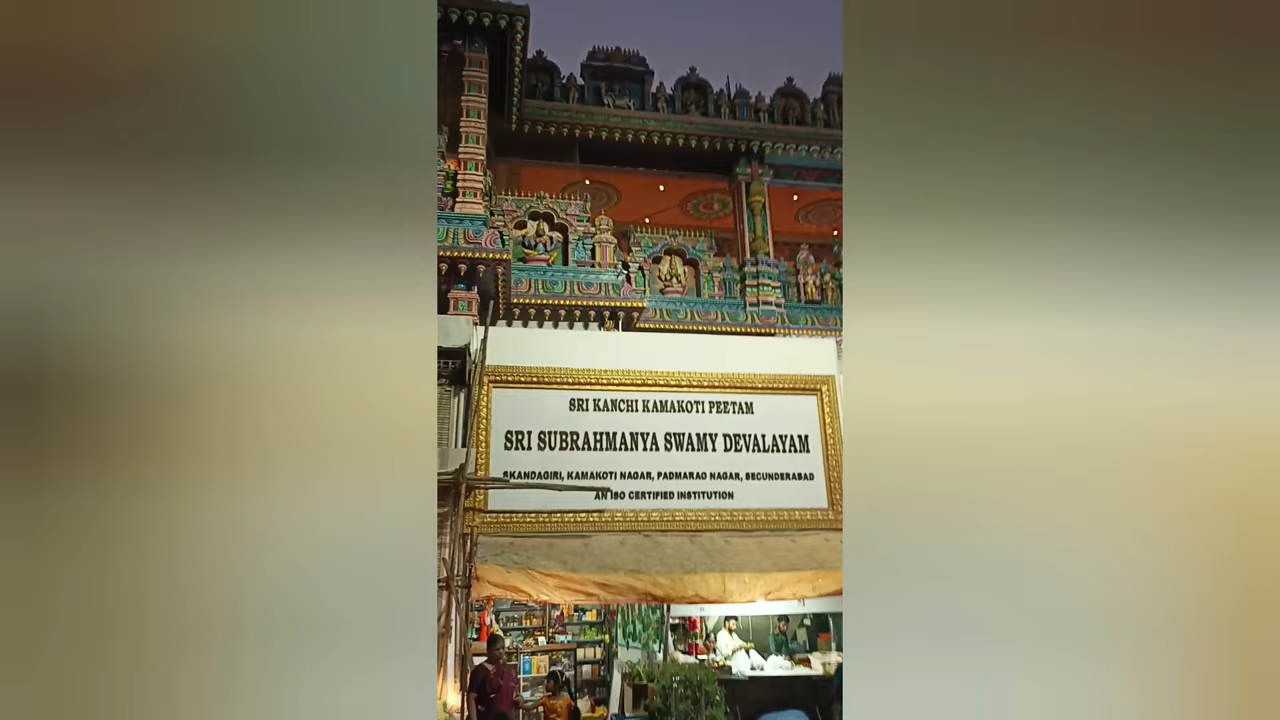 SRI KANCHI KAMAKOTI PEETAM
SRI SUBRAHMANYA SWAMY DEVALAYAM
SKANDAGIRI, KAMAKOTI NAGAR, PADMARAO NAGAR, SECUNDERABAD
AN ISO CERTIFIED INSTITUTION